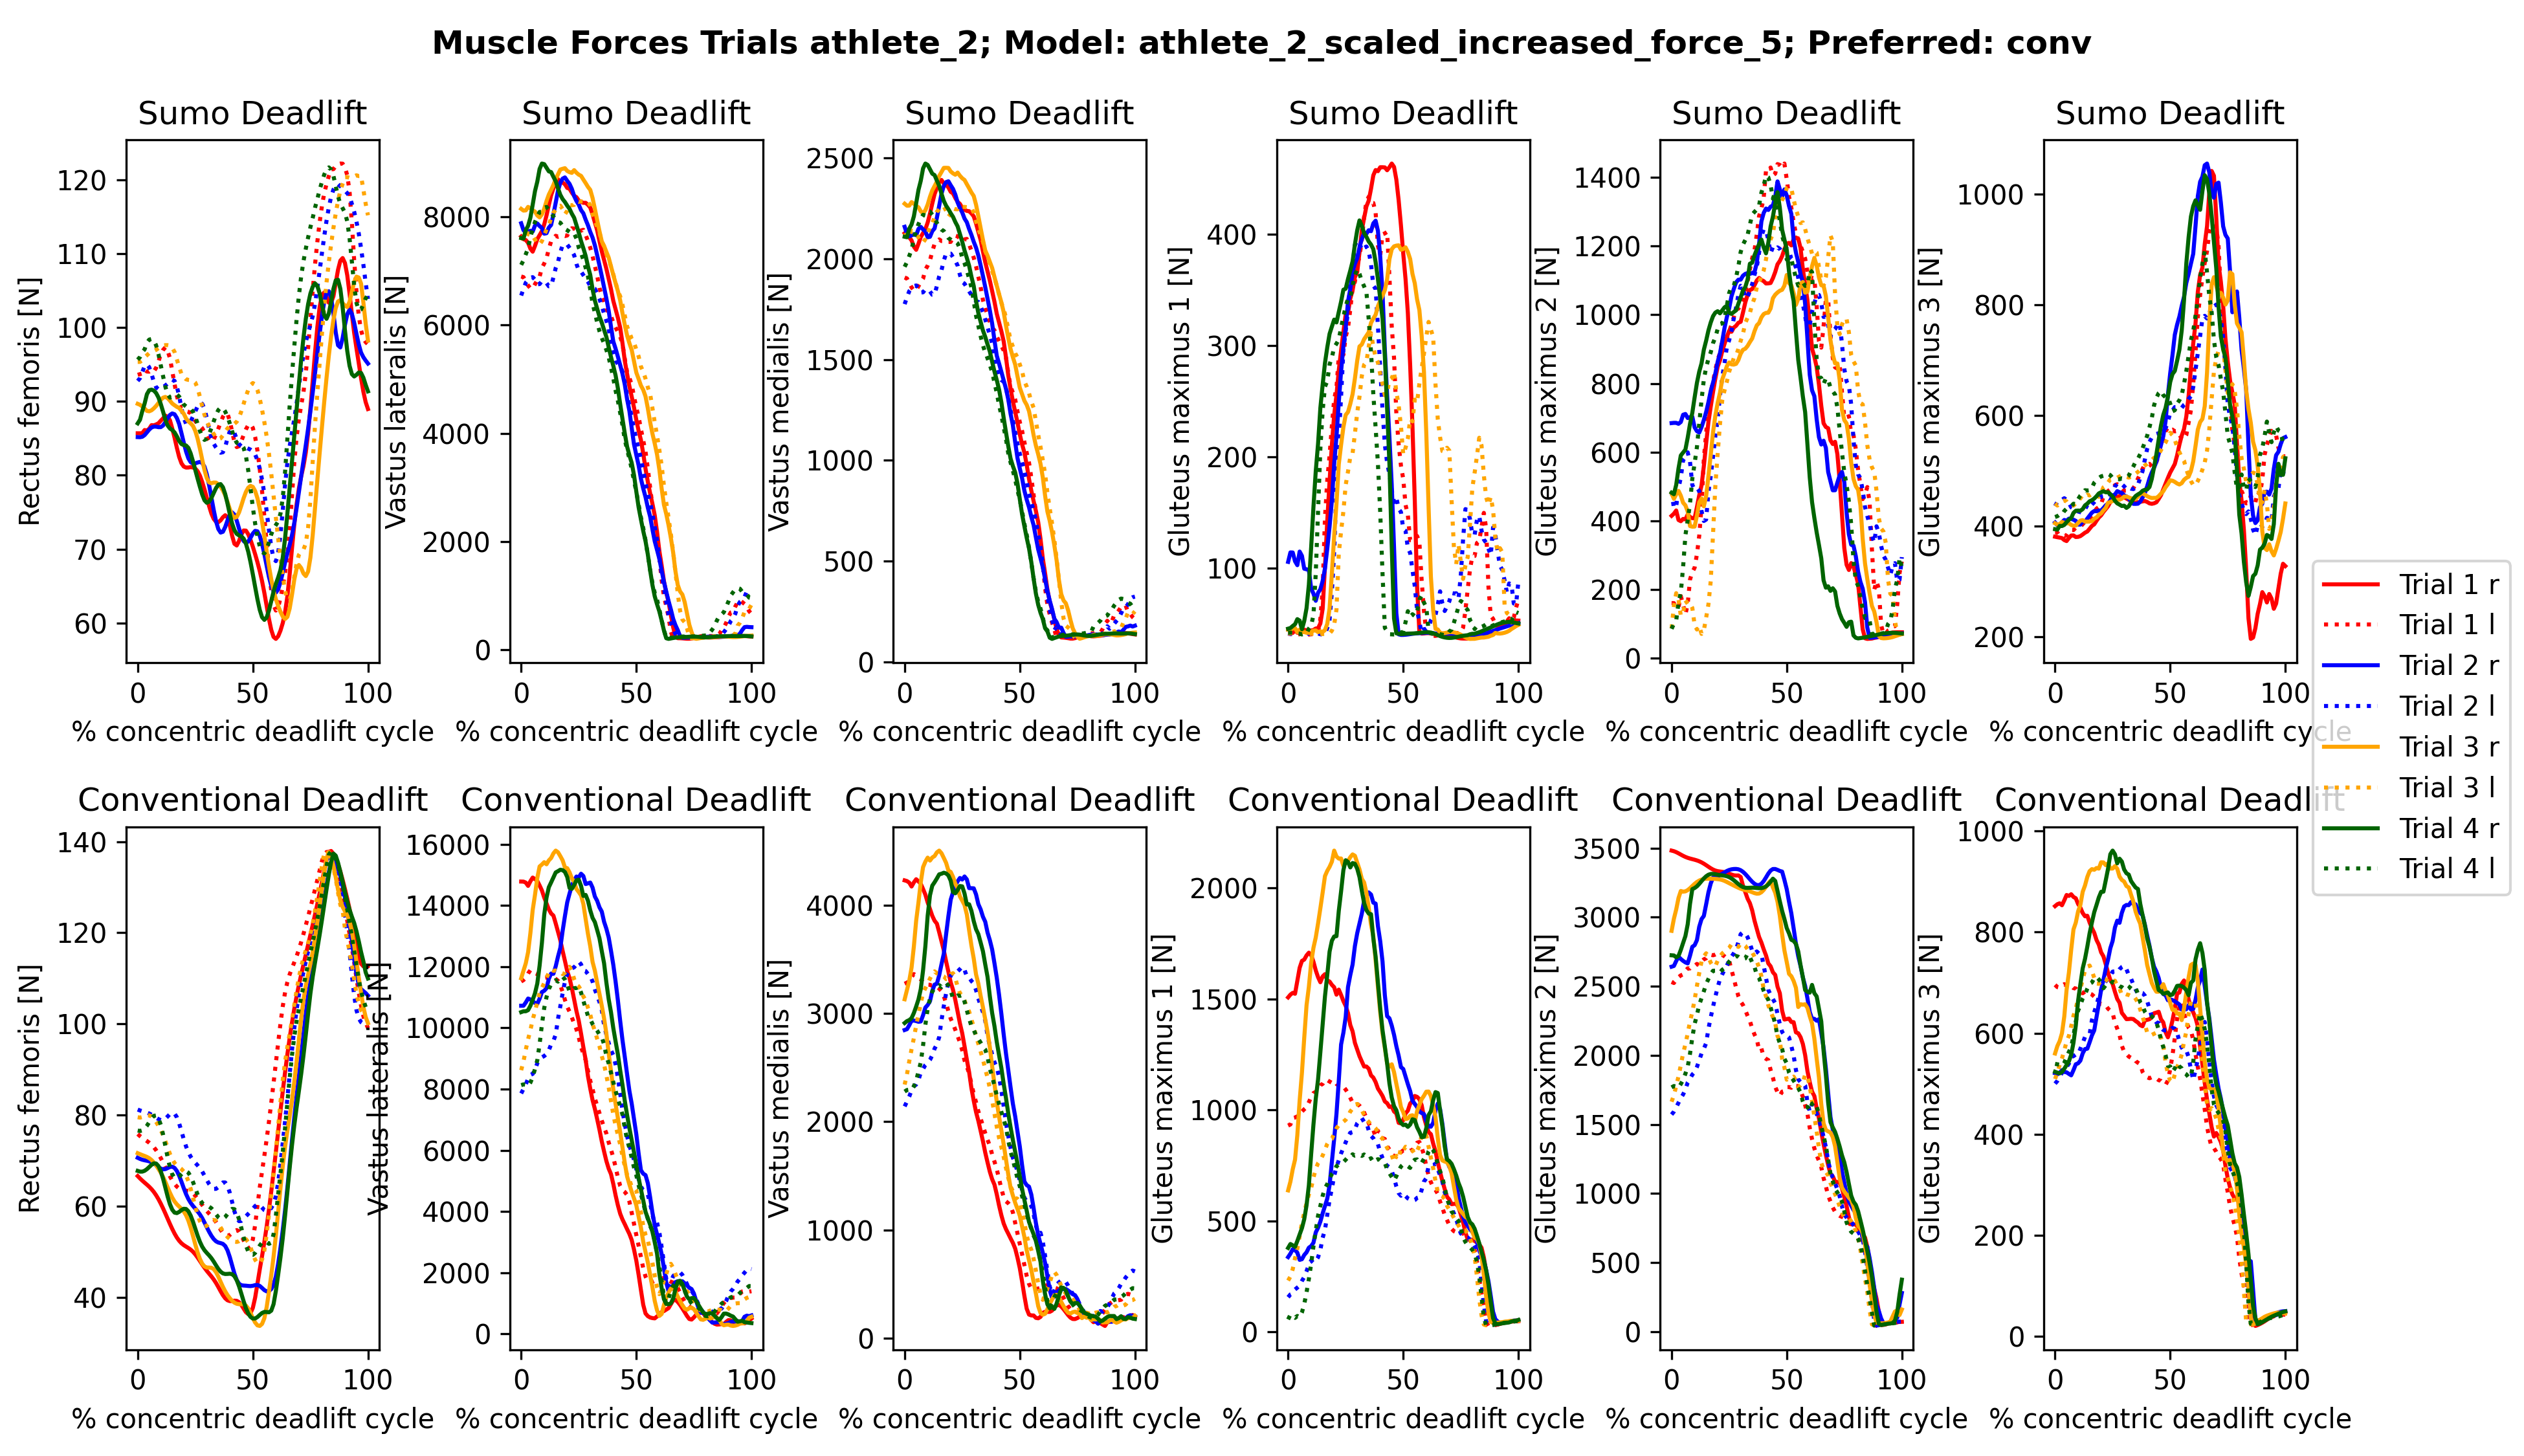 Muscle Forces Trials athlete_2; Model: athlete_2_scaled_increased_force_5; Preferred: conv
Sumo Deadlift
Rectus femoris [N]
120
110
100
90
80
70
60
0 50 100
% concentric deadlift cycle
Sumo Deadlift
Vastus lateralis [N]
8000
6000
4000
2000
0
0 50 100
% concentric deadlift cycle
Sumo Deadlift
Vastus medialis [N]
2500
2000
1500
1000
500
0
0 50 100
% concentric deadlift cycle
Sumo Deadlift
Gluteus maximus 1 [N]
400
300
200
100
0 50 100
% concentric deadlift cycle
Sumo Deadlift
Gluteus maximus 2 [N]
1400
1200
1000
800
600
400
200
0
0 50 100
% concentric deadlift cycle
Sumo Deadlift
Gluteus maximus 3 [N]
1000
800
600
400
200
0 50 100
% concentric deadlift cycle
Trial 1 r
Trial 1 l
Trial 2 r
Trial 2 l
Trial 3 r
Trial 3 l
Trial 4 r
Trial 4 l
Conventional Deadlift
Rectus femoris [N]
140
120
100
80
60
40
0 50 100
% concentric deadlift cycle
Conventional Deadlift
Vastus lateralis [N]
16000
14000
12000
10000
8000
6000
4000
2000
0
0 50 100
% concentric deadlift cycle
Conventional Deadlift
Vastus medialis [N]
4000
3000
2000
1000
0
0 50 100
% concentric deadlift cycle
Conventional Deadlift
Gluteus maximus 1 [N]
2000
1500
1000
500
0
0 50 100
% concentric deadlift cycle
Conventional Deadlift
Gluteus maximus 2 [N]
3500
3000
2500
2000
1500
1000
500
0
0 50 100
% concentric deadlift cycle
Conventional Deadlift
Gluteus maximus 3 [N]
1000
800
600
400
200
0
0 50 100
% concentric deadlift cycle